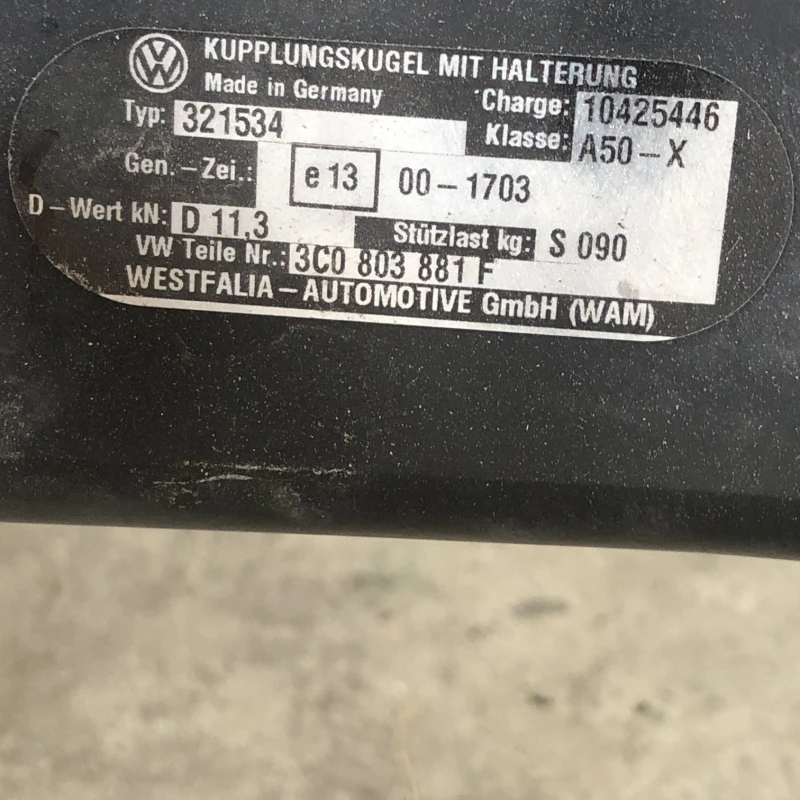 KUPPLUNGSKUGEL MIT HALTERUNG
Made in Germany Charge: 10425446
Typ: 321534 Klasse: A50-X
Gen.-Zei.: e 13 00-1703
D-Wert kN: D 11,3 Stützlast kg: S 090
VW Teile Nr.: 3C0 803 881 F
WESTFALIA-AUTOMOTIVE GmbH (WAM)